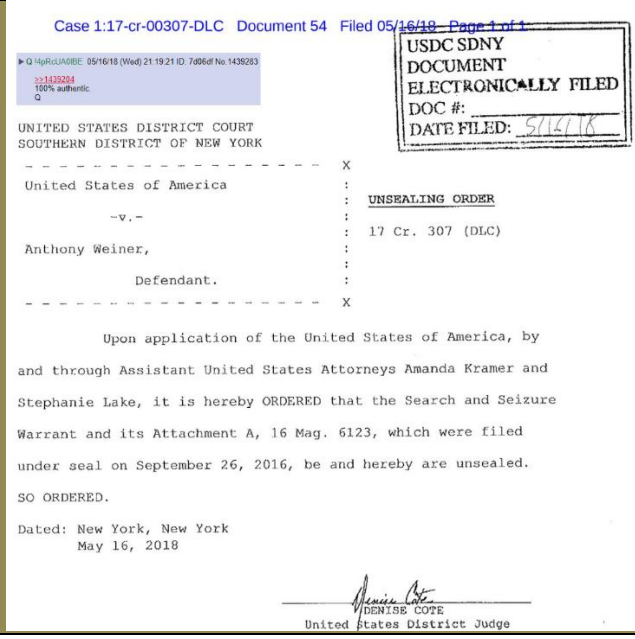 Case 1:17-cr-00307-DLC Document 54 Filed 05/16/18 Page 1 of 1
USDC SDNY
DOCUMENT
ELECTRONICALLY FILED
DOC #:
DATE FILED: 5/16/18
▶ Q !4pRcUA0lBE 05/16/18 (Wed) 21:19:21 ID: 7d06df No.1439283
>>1439204
100% authentic.
Q
UNITED STATES DISTRICT COURT
SOUTHERN DISTRICT OF NEW YORK
- - - - - - - - - - - - - - - - - - X
United States of America :
: UNSEALING ORDER
-v.- :
: 17 Cr. 307 (DLC)
Anthony Weiner, :
:
Defendant. :
- - - - - - - - - - - - - - - - - - X
Upon application of the United States of America, by
and through Assistant United States Attorneys Amanda Kramer and
Stephanie Lake, it is hereby ORDERED that the Search and Seizure
Warrant and its Attachment A, 16 Mag. 6123, which were filed
under seal on September 26, 2016, be and hereby are unsealed.
SO ORDERED.
Dated: New York, New York
May 16, 2018
Denise Cote
DENISE COTE
United States District Judge